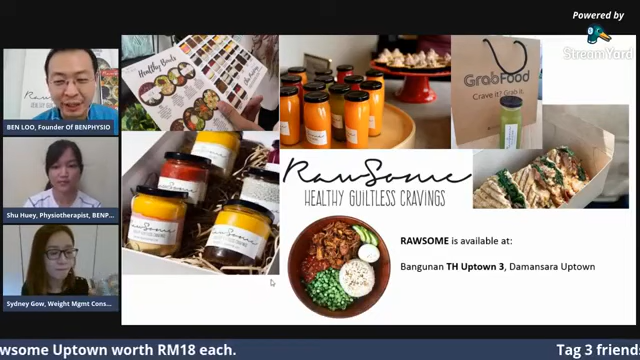 Powered by
StreamYard
Healthy Bowls
GrabFood
Crave it? Grab it.
BEN LOO, Founder Of BENPHYSIO
Shu Huey, Physiotherapist, BENP...
Sydney Gow, Weight Mgmt Cons...
RawSome
HEALTHY GUILTLESS CRAVINGS
RAWSOME is available at:
Bangunan TH Uptown 3, Damansara Uptown
wsome Uptown worth RM18 each.
Tag 3 friend